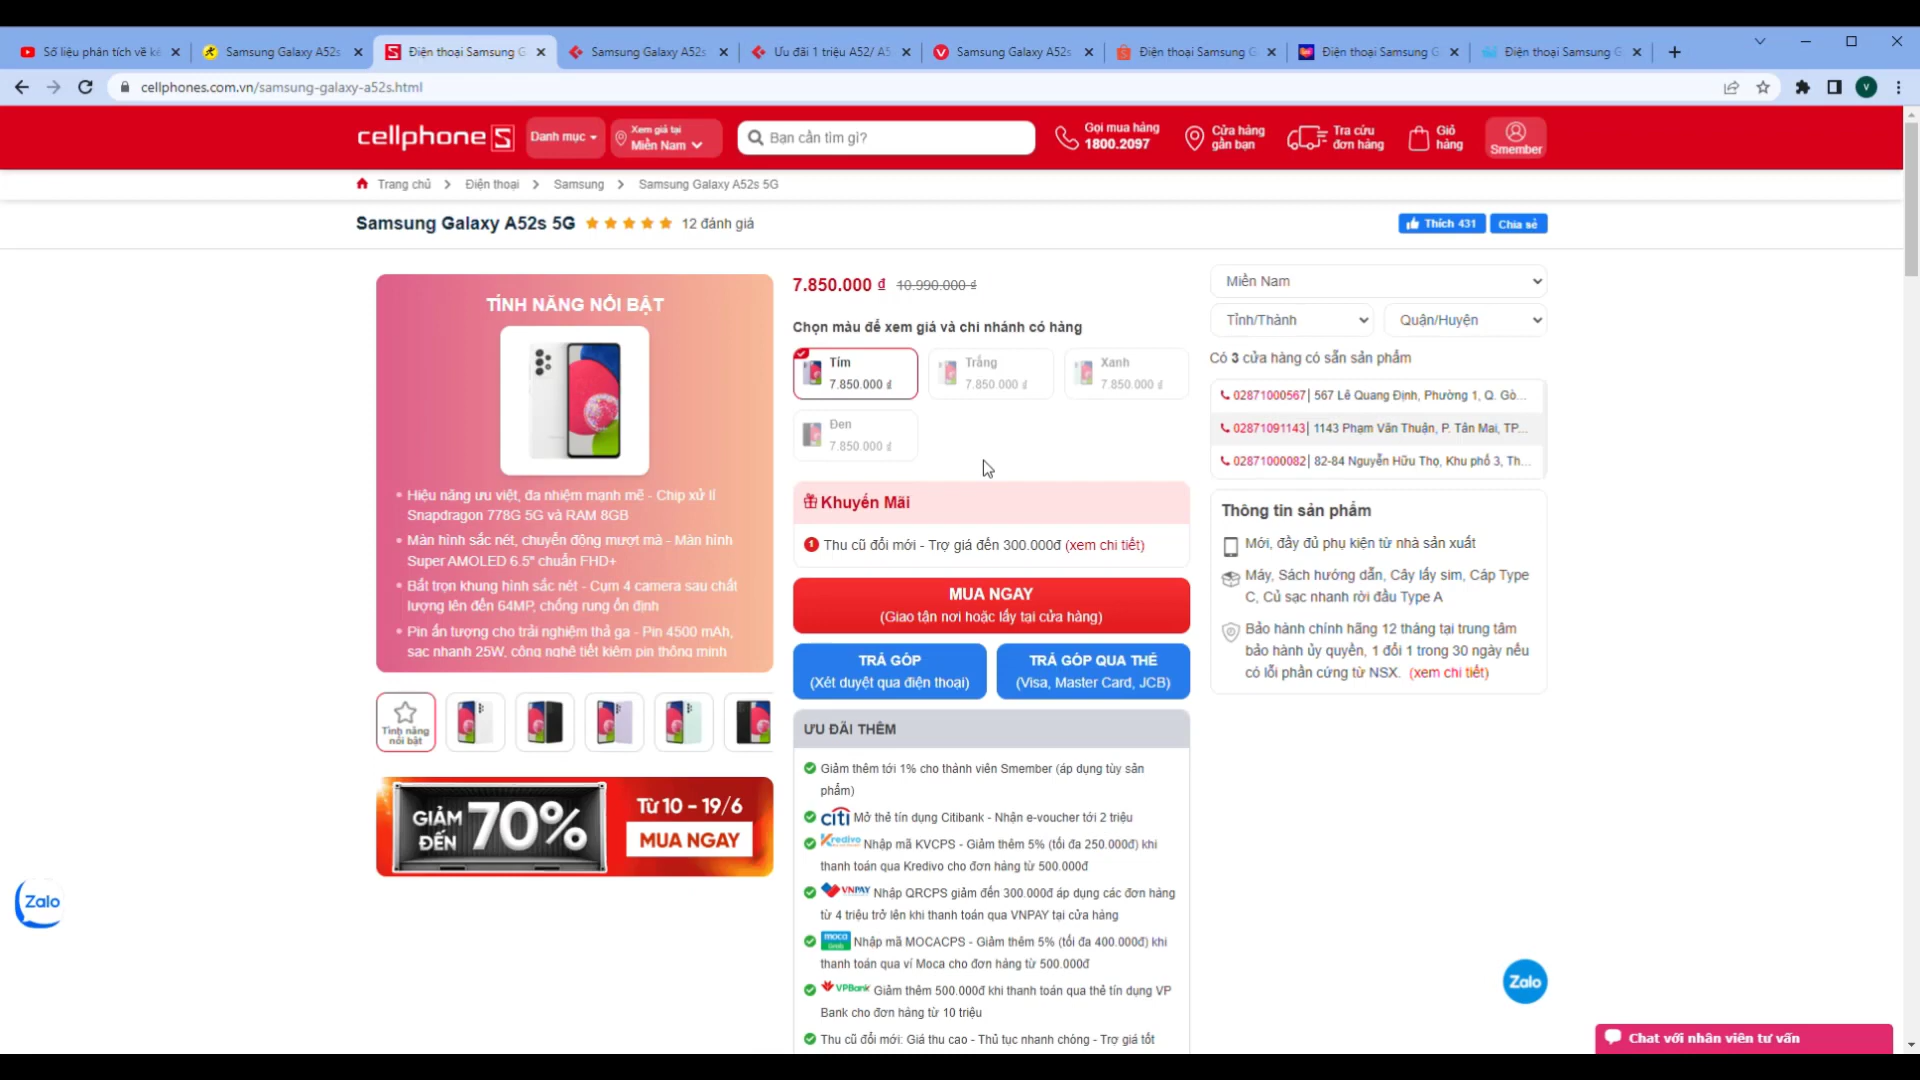 Số liệu phân tích về kê
Samsung Galaxy A52s
Điện thoại Samsung G
Samsung Galaxy A52s
Ưu đãi 1 triệu A52/ A5
Samsung Galaxy A52s
Điện thoại Samsung G
Điện thoại Samsung G
Điện thoại Samsung G
cellphones.com.vn/samsung-galaxy-a52s.html
V
cellphoneS
Danh mục
Xem giá tại
Miền Nam
Bạn cần tìm gì?
Gọi mua hàng
1800.2097
Cửa hàng
gần bạn
Tra cứu
đơn hàng
Giỏ
hàng
Smember
Trang chủ
Điện thoại
Samsung
Samsung Galaxy A52s 5G
Samsung Galaxy A52s 5G
12 đánh giá
Thích 431
Chia sẻ
TÍNH NĂNG NỔI BẬT
• Hiệu năng ưu việt, đa nhiệm mạnh mẽ - Chip xử lí
Snapdragon 778G 5G và RAM 8GB
• Màn hình sắc nét, chuyển động mượt mà - Màn hình
Super AMOLED 6.5" chuẩn FHD+
• Bắt trọn khung hình sắc nét - Cụm 4 camera sau chất
lượng lên đến 64MP, chống rung ổn định
• Pin ấn tượng cho trải nghiệm thả ga - Pin 4500 mAh,
sạc nhanh 25W, công nghệ tiết kiệm pin thông minh
Tính năng
nổi bật
GIẢM
ĐẾN
70%
Từ 10 - 19/6
MUA NGAY
7.850.000 ₫
10.990.000 ₫
Chọn màu để xem giá và chi nhánh có hàng
Tím
7.850.000 ₫
Trắng
7.850.000 ₫
Xanh
7.850.000 ₫
Đen
7.850.000 ₫
Khuyến Mãi
1 Thu cũ đổi mới - Trợ giá đến 300.000đ (xem chi tiết)
MUA NGAY
(Giao tận nơi hoặc lấy tại cửa hàng)
TRẢ GÓP
(Xét duyệt qua điện thoại)
TRẢ GÓP QUA THẺ
(Visa, Master Card, JCB)
ƯU ĐÃI THÊM
Giảm thêm tới 1% cho thành viên Smember (áp dụng tùy sản
phẩm)
citi Mở thẻ tín dụng Citibank - Nhận e-voucher tới 2 triệu
Kredivo Nhập mã KVCPS - Giảm thêm 5% (tối đa 250.000đ) khi
thanh toán qua Kredivo cho đơn hàng từ 500.000đ
VNPAY Nhập QRCPS giảm đến 300.000đ áp dụng các đơn hàng
từ 4 triệu trở lên khi thanh toán qua VNPAY tại cửa hàng
moca Nhập mã MOCACPS - Giảm thêm 5% (tối đa 400.000đ) khi
thanh toán qua ví Moca cho đơn hàng từ 500.000đ
VPBank Giảm thêm 500.000đ khi thanh toán qua thẻ tín dụng VP
Bank cho đơn hàng từ 10 triệu
Thu cũ đổi mới: Giá thu cao - Thủ tục nhanh chóng - Trợ giá tốt
Miền Nam
Tỉnh/Thành
Quận/Huyện
Có 3 cửa hàng có sẵn sản phẩm
02871000567| 567 Lê Quang Định, Phường 1, Q. Gò...
02871091143| 1143 Phạm Văn Thuận, P. Tân Mai, TP...
02871000082| 82-84 Nguyễn Hữu Thọ, Khu phố 3, Th...
Thông tin sản phẩm
Mới, đầy đủ phụ kiện từ nhà sản xuất
Máy, Sách hướng dẫn, Cây lấy sim, Cáp Type
C, Củ sạc nhanh rời đầu Type A
Bảo hành chính hãng 12 tháng tại trung tâm
bảo hành ủy quyền, 1 đổi 1 trong 30 ngày nếu
có lỗi phần cứng từ NSX. (xem chi tiết)
Zalo
Zalo
Chat với nhân viên tư vấn